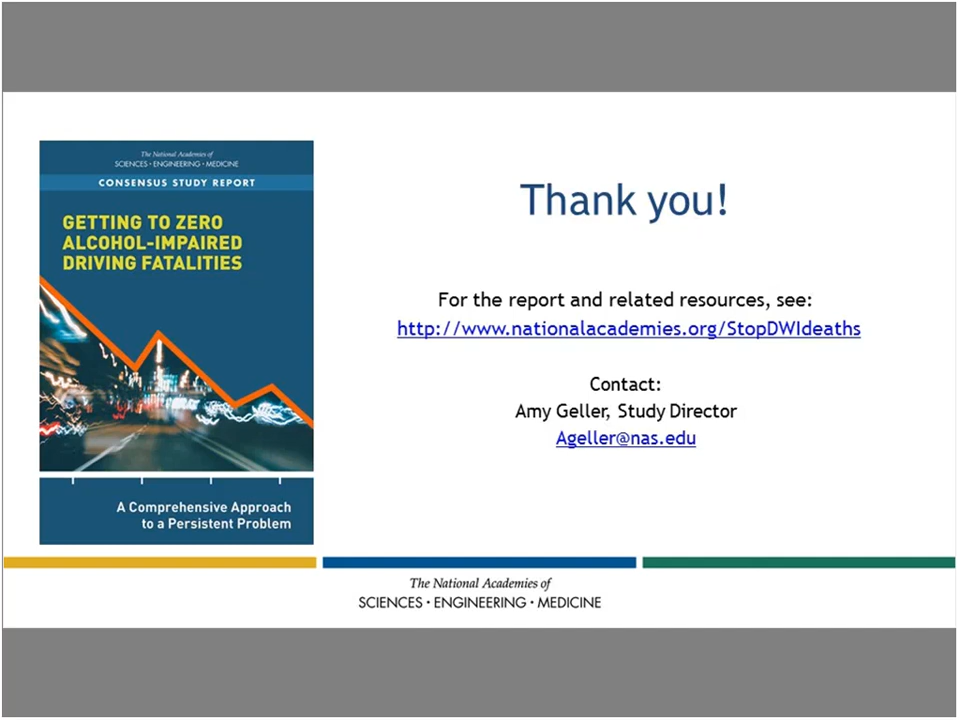 The National Academies of
SCIENCES • ENGINEERING • MEDICINE
CONSENSUS STUDY REPORT
GETTING TO ZERO
ALCOHOL-IMPAIRED
DRIVING FATALITIES
A Comprehensive Approach
to a Persistent Problem
Thank you!
For the report and related resources, see:
http://www.nationalacademies.org/StopDWIdeaths
Contact:
Amy Geller, Study Director
Ageller@nas.edu
The National Academies of
SCIENCES • ENGINEERING • MEDICINE